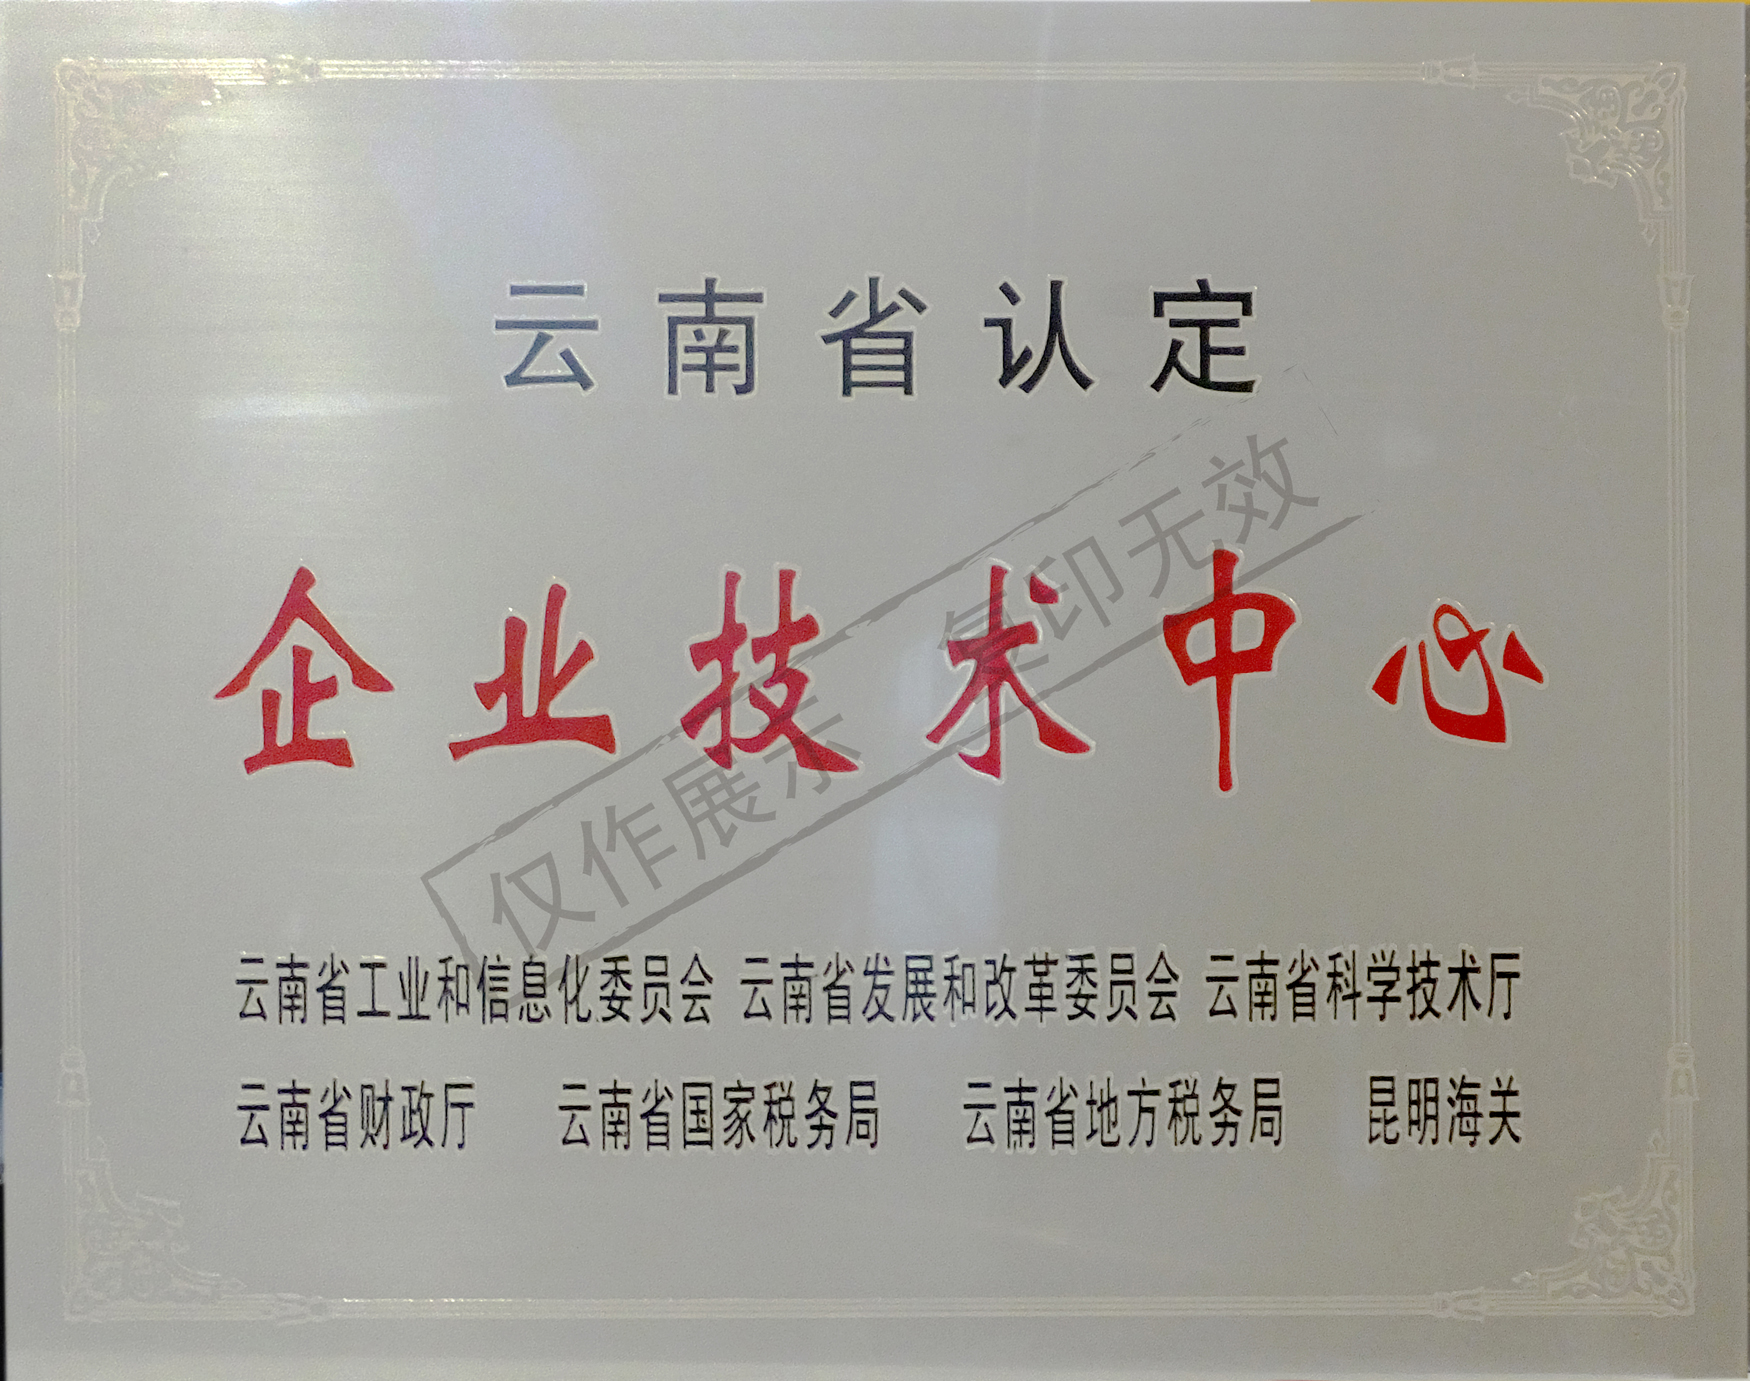 云南省认定
企业技术中心
仅作展示 复印无效
云南省工业和信息化委员会 云南省发展和改革委员会 云南省科学技术厅
云南省财政厅 云南省国家税务局 云南省地方税务局 昆明海关